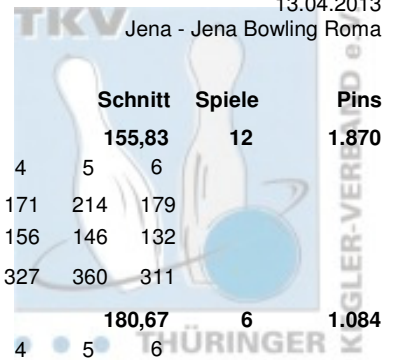 13.04.2013
TKV
Jena - Jena Bowling Roma
Schnitt Spiele Pins
155,83 12 1.870
4 5 6
171 214 179
156 146 132
327 360 311
180,67 6 1.084
4 5 6
THÜRINGER
KEGLER-VERBAND e.V.